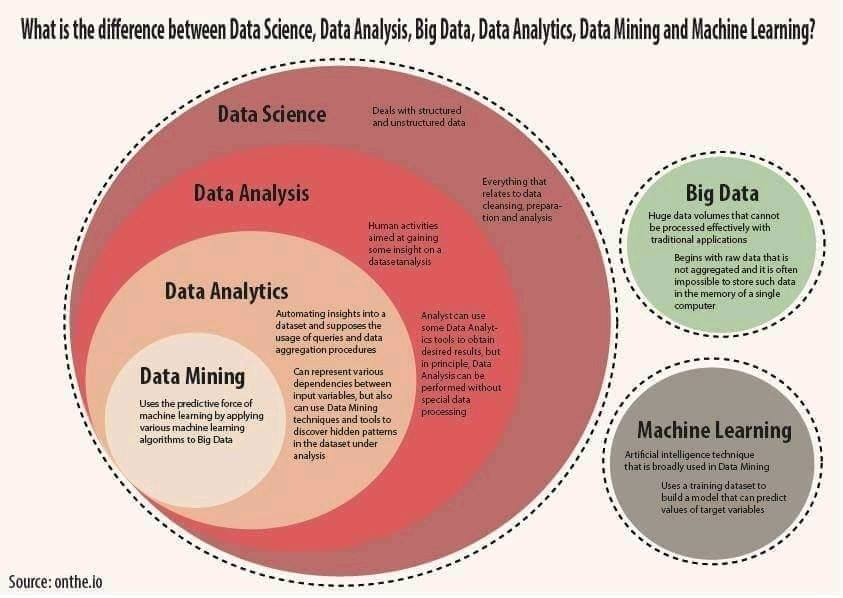 What is the difference between Data Science, Data Analysis, Big Data, Data Analytics, Data Mining and Machine Learning?
Data Science
Deals with structured
and unstructured data
Everything that
relates to data
cleansing, prepara-
tion and analysis
Data Analysis
Human activities
aimed at gaining
some insight on a
datasetanalysis
Analyst can use
some Data Analyt-
ics tools to obtain
desired results, but
in principle, Data
Analysis can be
performed without
special data
processing
Data Analytics
Automating insights into a
dataset and supposes the
usage of queries and data
aggregation procedures
Can represent various
dependencies between
input variables, but also
can use Data Mining
techniques and tools to
discover hidden patterns
in the dataset under
analysis
Data Mining
Uses the predictive force of
machine learning by applying
various machine learning
algorithms to Big Data
Big Data
Huge data volumes that cannot
be processed effectively with
traditional applications
Begins with raw data that is
not aggregated and it is often
impossible to store such data
in the memory of a single
computer
Machine Learning
Artificial intelligence technique
that is broadly used in Data Mining
Uses a training dataset to
build a model that can predict
values of target variables
Source: onthe.io